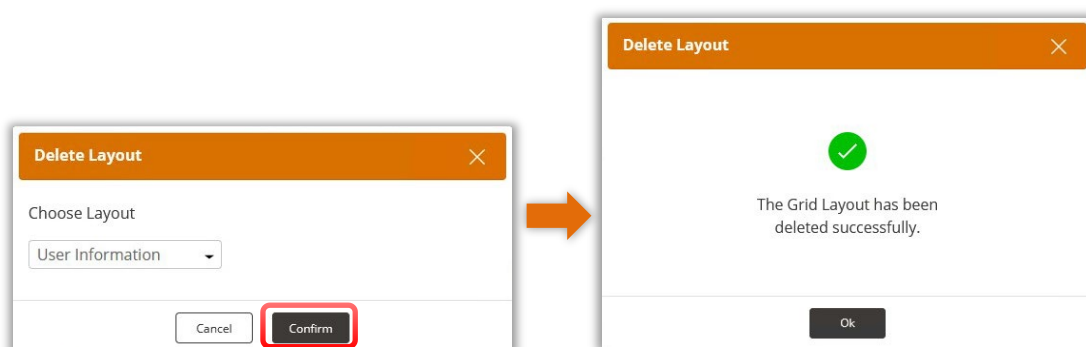 Delete Layout
Choose Layout
User Information
Cancel
Confirm
Delete Layout
The Grid Layout has been
deleted successfully.
Ok